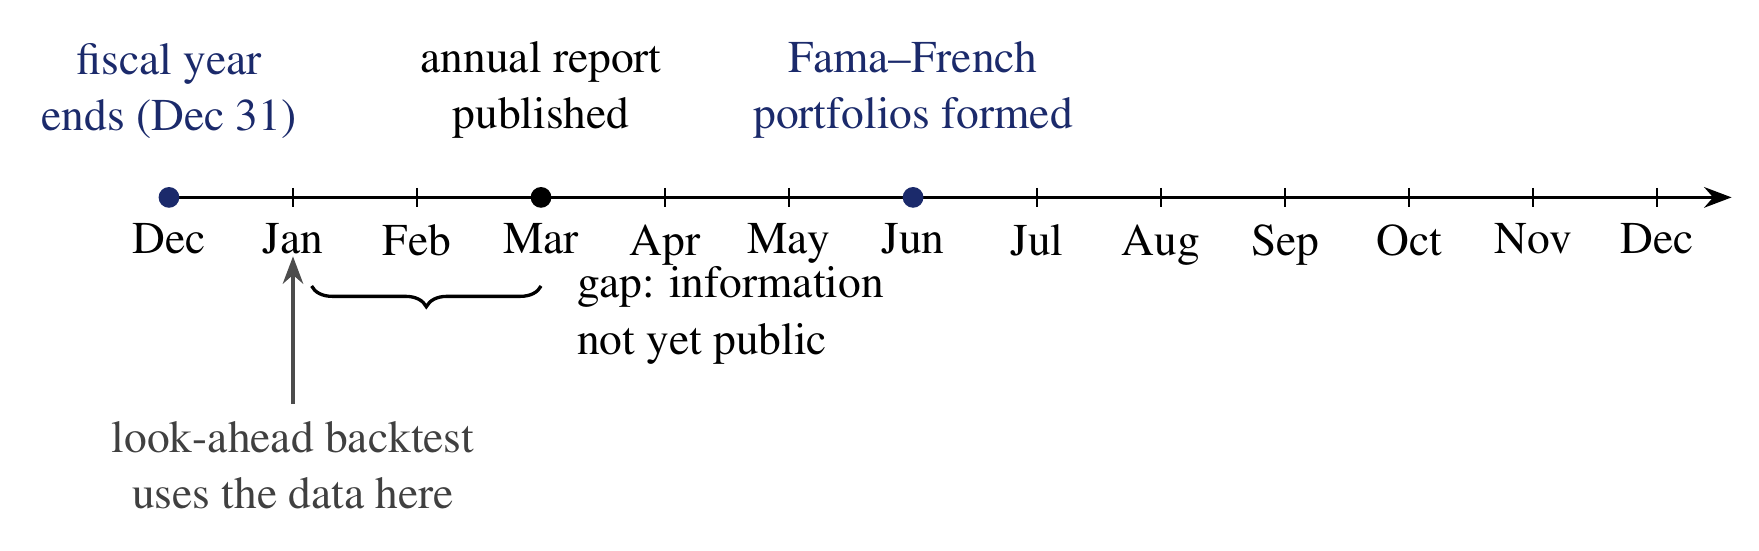 fiscal year
ends (Dec 31)
annual report
published
Fama–French
portfolios formed
Dec Jan Feb Mar Apr May Jun Jul Aug Sep Oct Nov Dec
gap: information
not yet public
look-ahead backtest
uses the data here